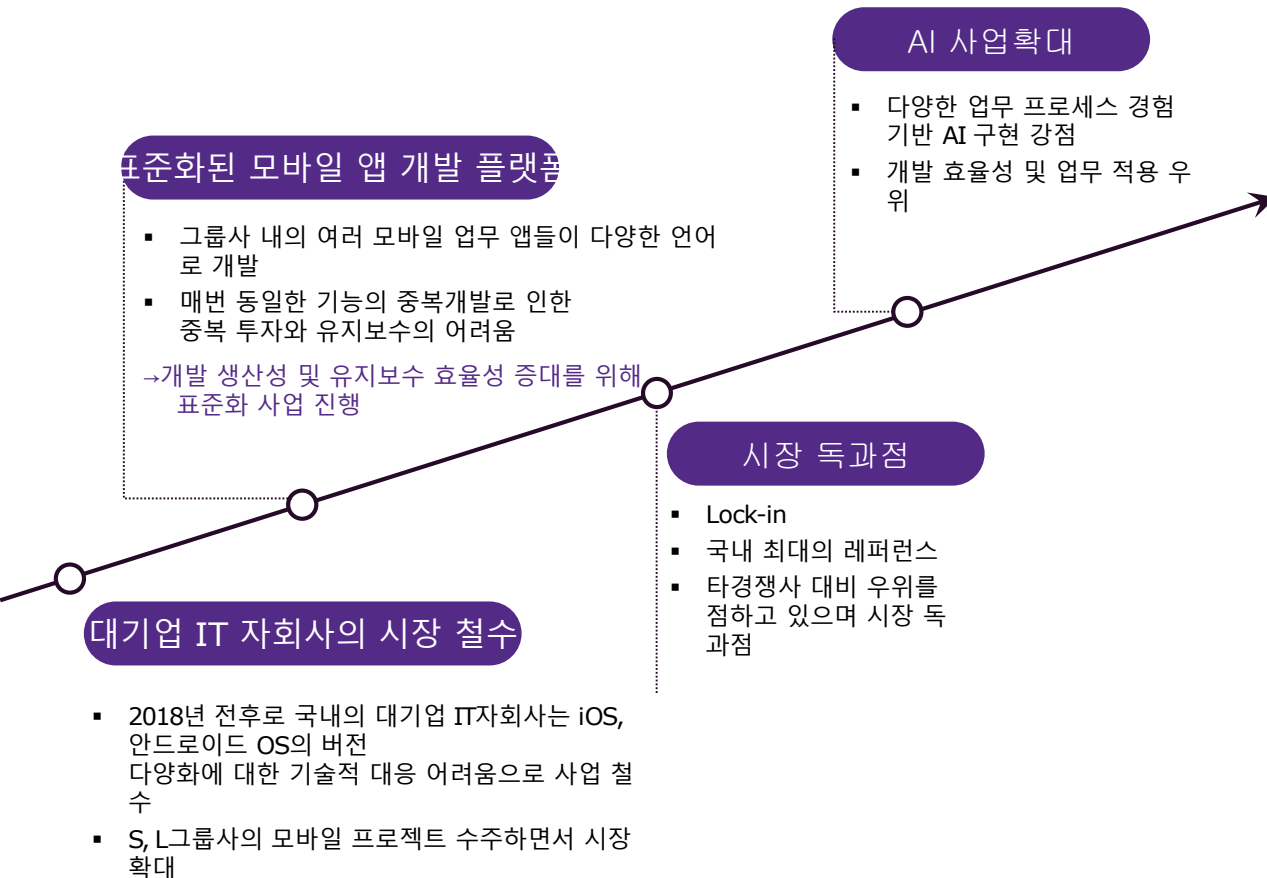 AI 사업확대
▪ 다양한 업무 프로세스 경험
기반 AI 구현 강점
▪ 개발 효율성 및 업무 적용 우
위
표준화된 모바일 앱 개발 플랫폼
▪ 그룹사 내의 여러 모바일 업무 앱들이 다양한 언어
로 개발
▪ 매번 동일한 기능의 중복개발로 인한
중복 투자와 유지보수의 어려움
→개발 생산성 및 유지보수 효율성 증대를 위해
표준화 사업 진행
시장 독과점
▪ Lock-in
▪ 국내 최대의 레퍼런스
▪ 타경쟁사 대비 우위를
점하고 있으며 시장 독
과점
대기업 IT 자회사의 시장 철수
▪ 2018년 전후로 국내의 대기업 IT자회사는 iOS,
안드로이드 OS의 버전
다양화에 대한 기술적 대응 어려움으로 사업 철
수
▪ S, L그룹사의 모바일 프로젝트 수주하면서 시장
확대